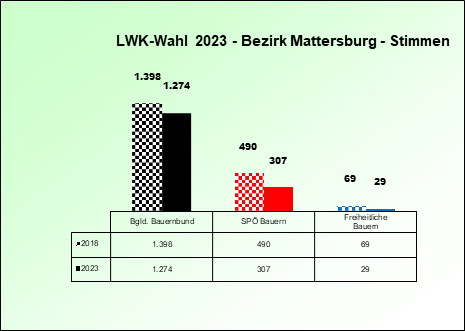 LWK-Wahl 2023 - Bezirk Mattersburg - Stimmen
1.398
1.274
490
307
69
29
Bgld. Bauernbund SPÖ Bauern Freiheitliche
Bauern
2018 1.398 490 69
2023 1.274 307 29